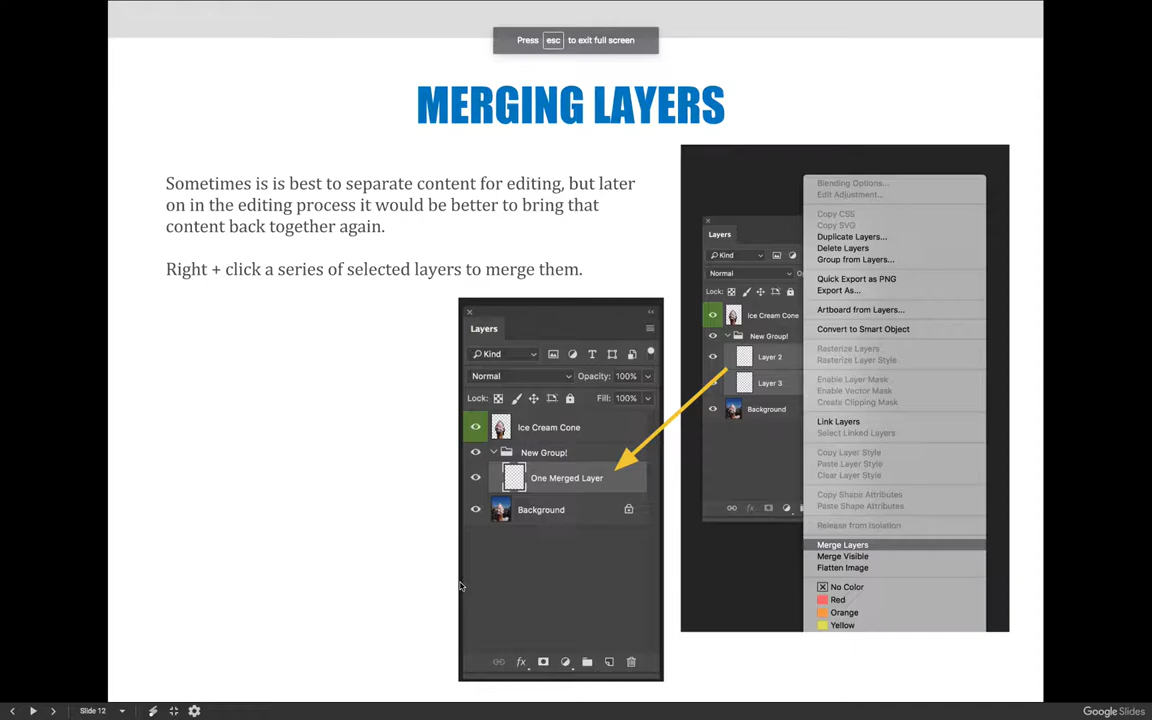 Press esc to exit full screen
MERGING LAYERS
Sometimes is is best to separate content for editing, but later
on in the editing process it would be better to bring that
content back together again.
Right + click a series of selected layers to merge them.
Layers
Kind
Normal
Opacity: 100%
Lock:
Fill: 100%
Ice Cream Cone
New Group!
One Merged Layer
Background
fx
Layers
Kind
Normal
Lock:
Ice Cream Cone
New Group!
Layer 2
Layer 3
Background
fx
Blending Options...
Edit Adjustment...
Copy CSS
Copy SVG
Duplicate Layers...
Delete Layers
Group from Layers...
Quick Export as PNG
Export As...
Artboard from Layers...
Convert to Smart Object
Rasterize Layers
Rasterize Layer Style
Enable Layer Mask
Enable Vector Mask
Create Clipping Mask
Link Layers
Select Linked Layers
Copy Layer Style
Paste Layer Style
Clear Layer Style
Copy Shape Attributes
Paste Shape Attributes
Release from Isolation
Merge Layers
Merge Visible
Flatten Image
No Color
Red
Orange
Yellow
Slide 12
Google Slides